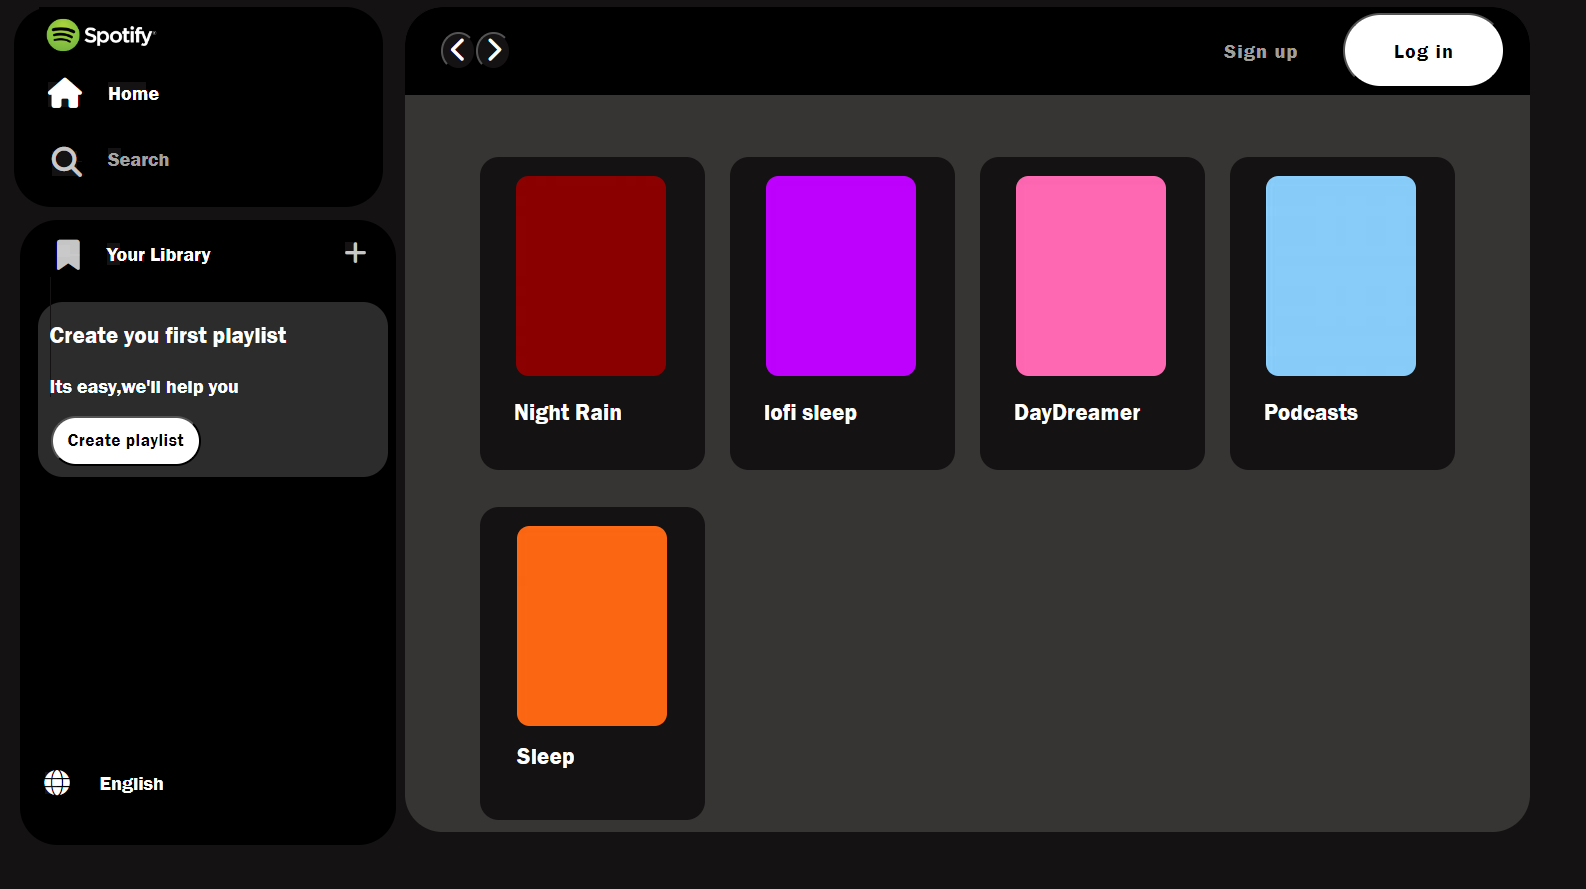 Spotify
Home
Search
Your Library
Create you first playlist
Its easy,we'll help you
Create playlist
English
Sign up
Log in
Night Rain
lofi sleep
DayDreamer
Podcasts
Sleep